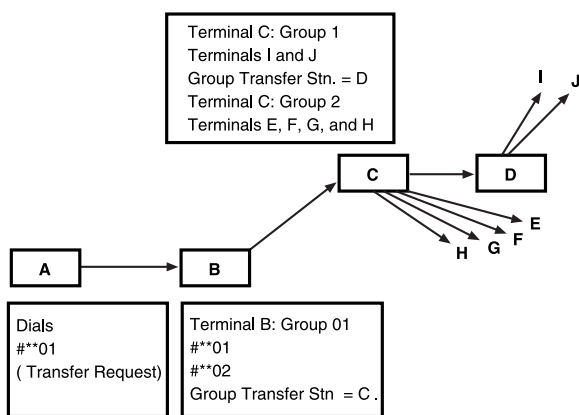 Terminal C: Group 1
Terminals I and J
Group Transfer Stn. = D
Terminal C: Group 2
Terminals E, F, G, and H
I
J
C
D
E
F
G
H
A
B
Dials
#**01
( Transfer Request)
Terminal B: Group 01
#**01
#**02
Group Transfer Stn = C .